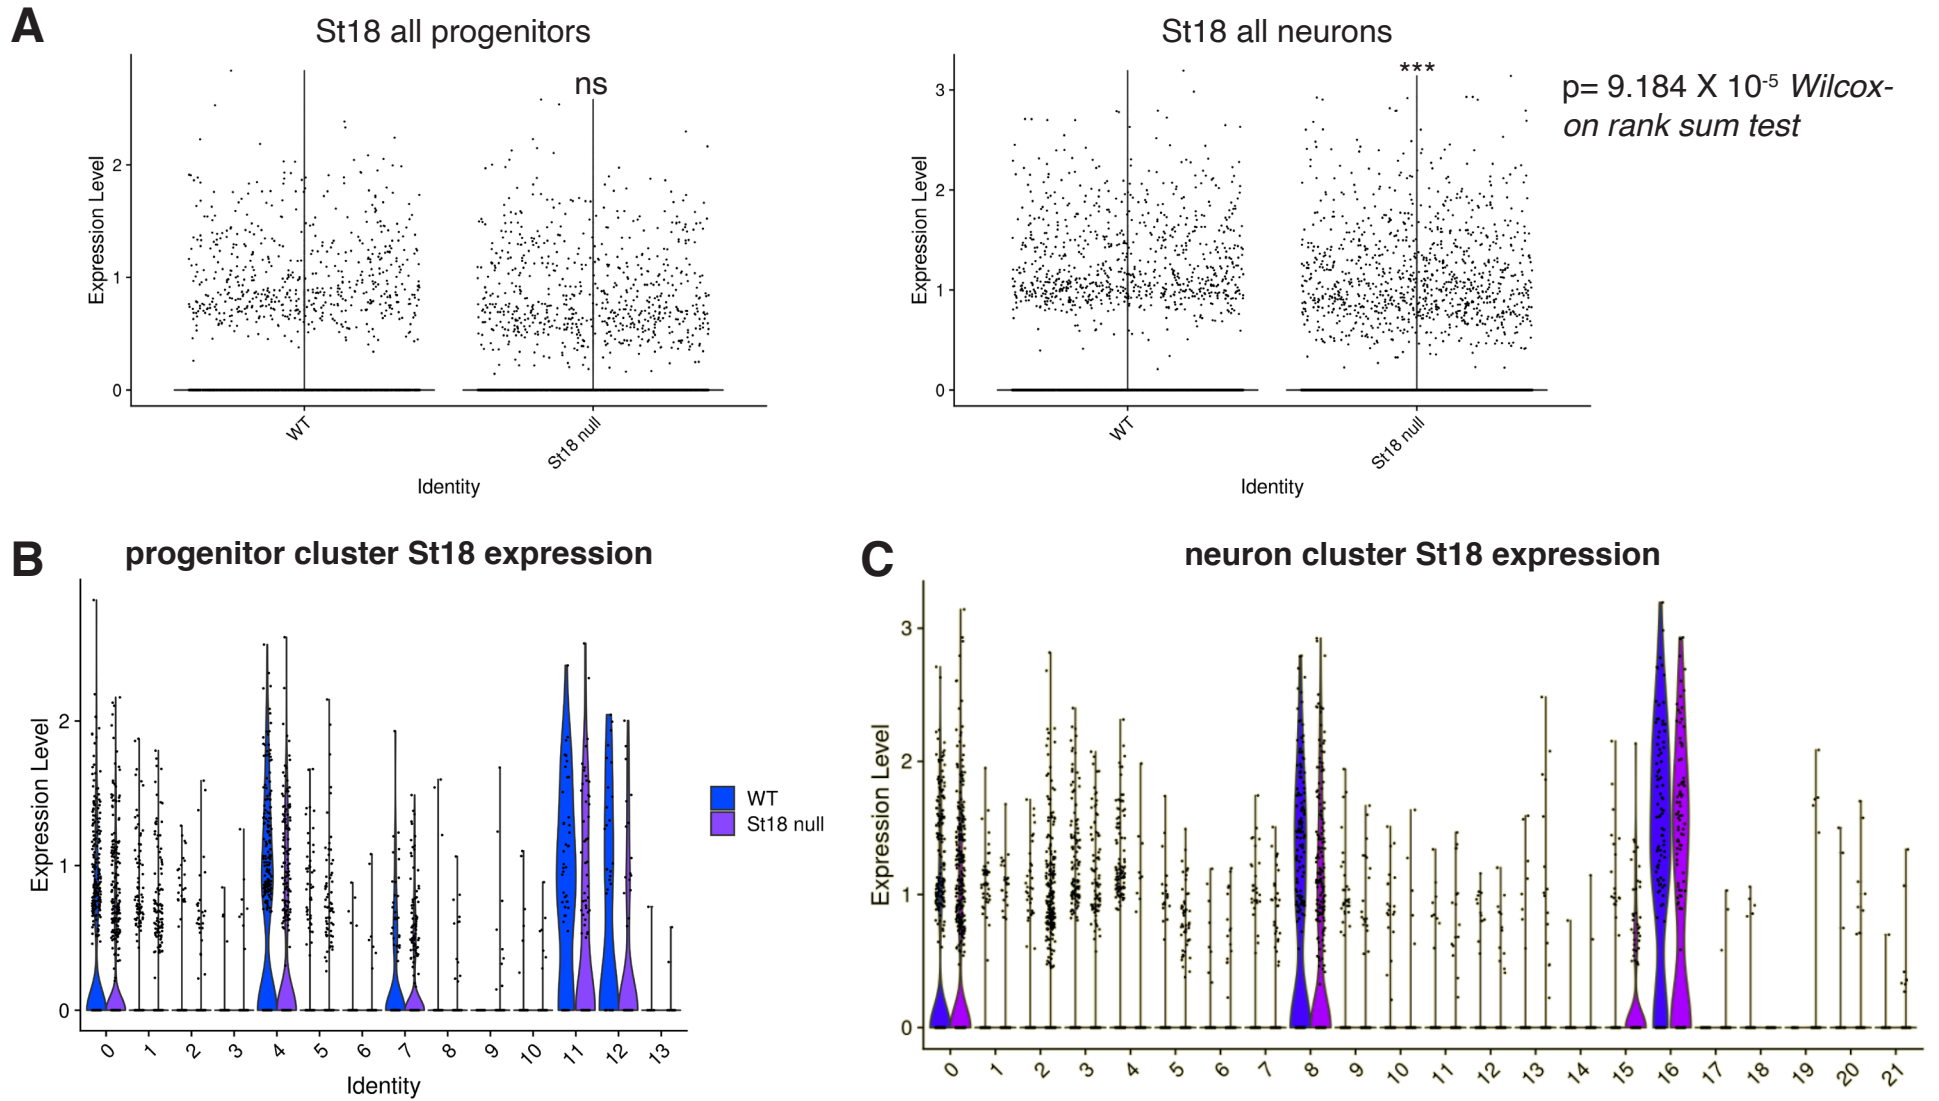 A
St18 all progenitors
Expression Level
2
1
0
ns
WT
St18 null
Identity
St18 all neurons
Expression Level
3
2
1
0
***
WT
St18 null
Identity
p= 9.184 X 10-5 Wilcox-
on rank sum test
B
progenitor cluster St18 expression
Expression Level
2
1
0
0 1 2 3 4 5 6 7 8 9 10 11 12 13
Identity
WT
St18 null
C
neuron cluster St18 expression
Expression Level
3
2
1
0
0 1 2 3 4 5 6 7 8 9 10 11 12 13 14 15 16 17 18 19 20 21